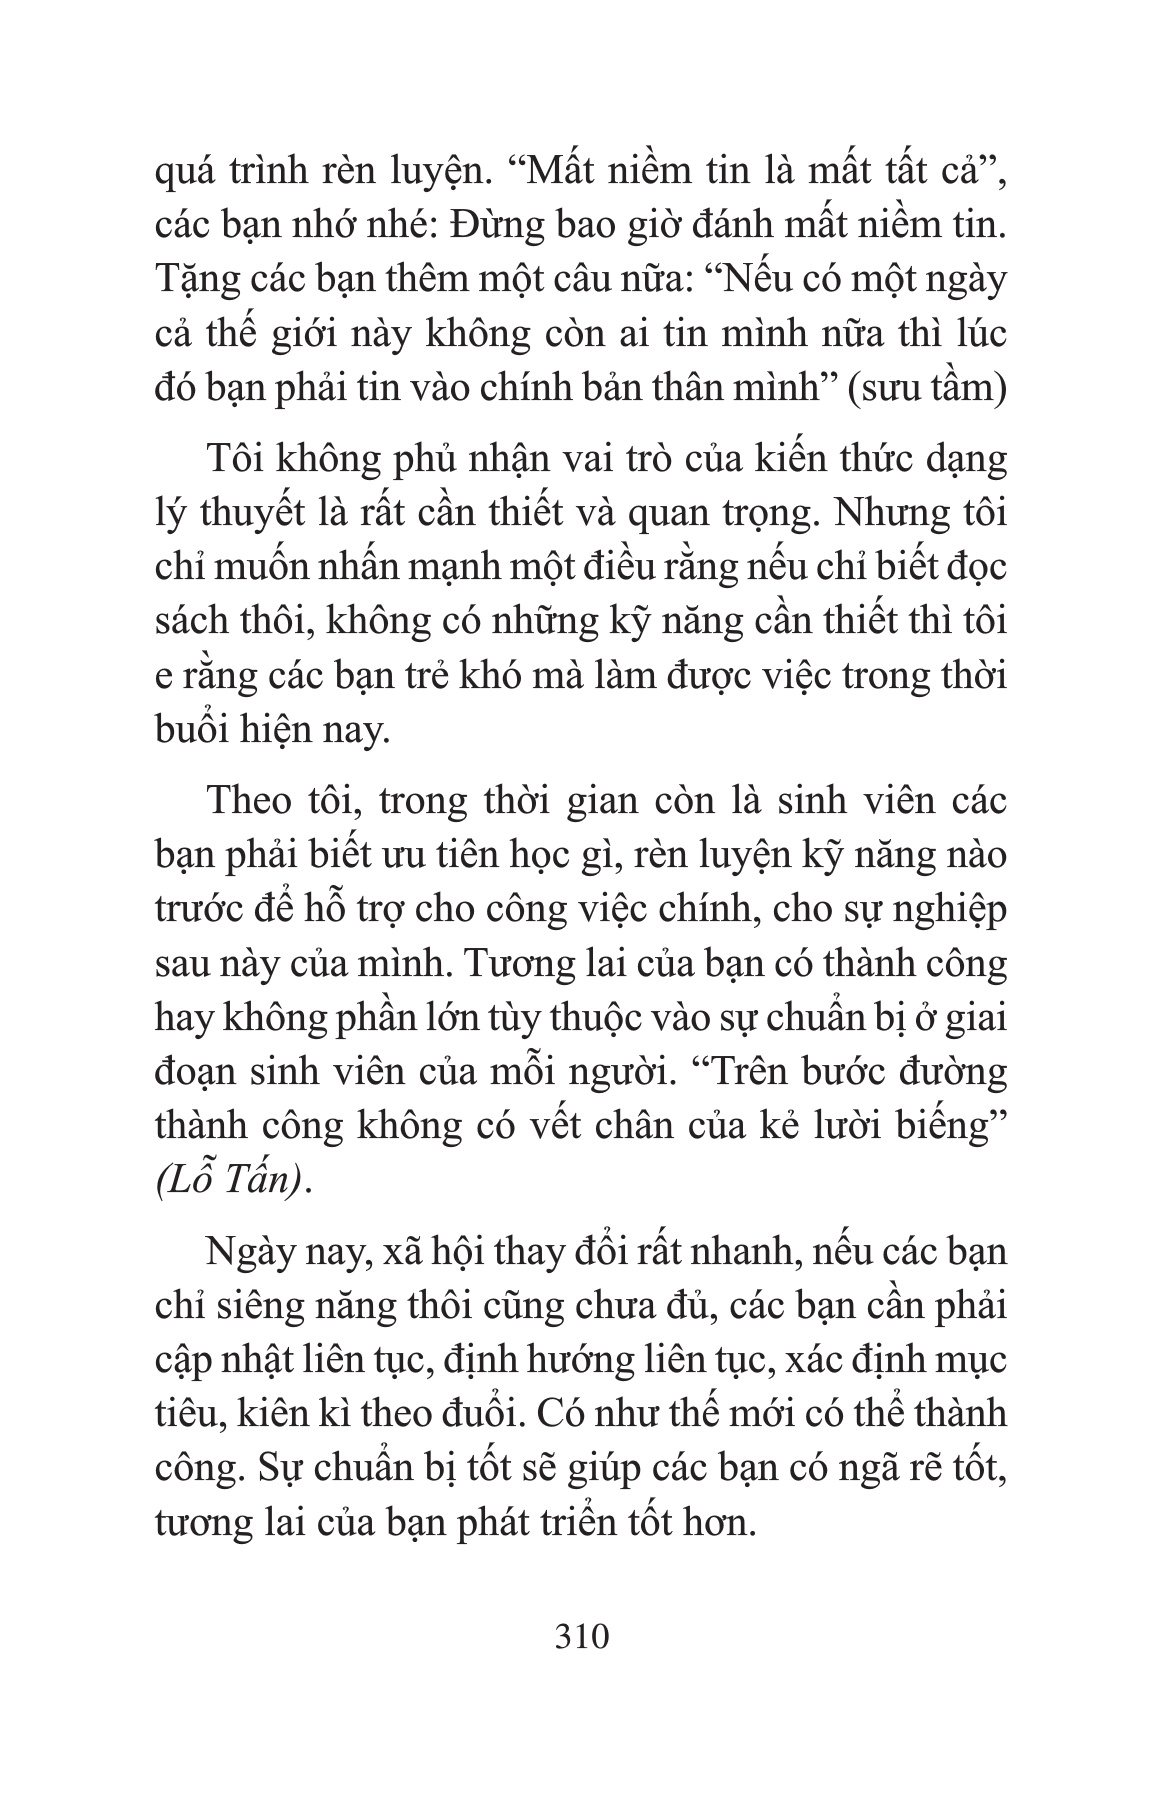 quá trình rèn luyện. “Mất niềm tin là mất tất cả”,
các bạn nhớ nhé: Đừng bao giờ đánh mất niềm tin.
Tặng các bạn thêm một câu nữa: “Nếu có một ngày
cả thế giới này không còn ai tin mình nữa thì lúc
đó bạn phải tin vào chính bản thân mình” (sưu tầm)
Tôi không phủ nhận vai trò của kiến thức dạng
lý thuyết là rất cần thiết và quan trọng. Nhưng tôi
chỉ muốn nhấn mạnh một điều rằng nếu chỉ biết đọc
sách thôi, không có những kỹ năng cần thiết thì tôi
e rằng các bạn trẻ khó mà làm được việc trong thời
buổi hiện nay.
Theo tôi, trong thời gian còn là sinh viên các
bạn phải biết ưu tiên học gì, rèn luyện kỹ năng nào
trước để hỗ trợ cho công việc chính, cho sự nghiệp
sau này của mình. Tương lai của bạn có thành công
hay không phần lớn tùy thuộc vào sự chuẩn bị ở giai
đoạn sinh viên của mỗi người. “Trên bước đường
thành công không có vết chân của kẻ lười biếng”
(Lỗ Tấn).
Ngày nay, xã hội thay đổi rất nhanh, nếu các bạn
chỉ siêng năng thôi cũng chưa đủ, các bạn cần phải
cập nhật liên tục, định hướng liên tục, xác định mục
tiêu, kiên kì theo đuổi. Có như thế mới có thể thành
công. Sự chuẩn bị tốt sẽ giúp các bạn có ngã rẽ tốt,
tương lai của bạn phát triển tốt hơn.
310